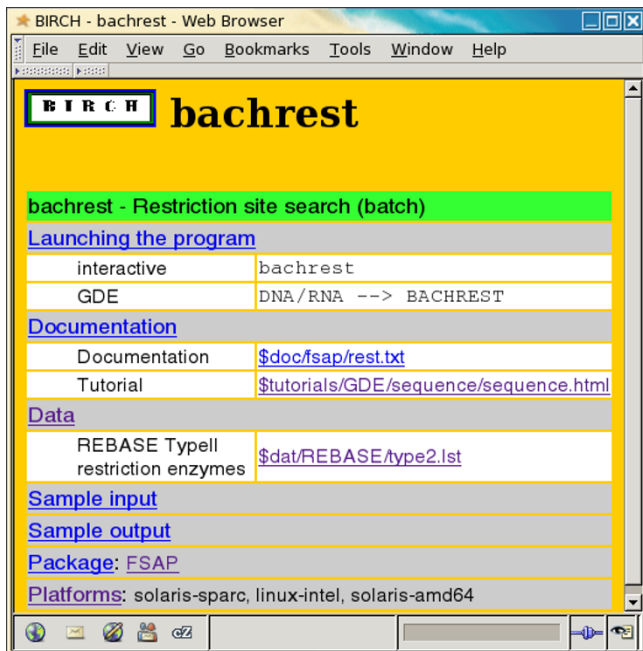 BIRCH - bachrest - Web Browser
File Edit View Go Bookmarks Tools Window Help
BIRCH bachrest
bachrest - Restriction site search (batch)
Launching the program
interactive bachrest
GDE DNA/RNA --> BACHREST
Documentation
Documentation $doc/fsap/rest.txt
Tutorial $tutorials/GDE/sequence/sequence.html
Data
REBASE TypeII
restriction enzymes $dat/REBASE/type2.lst
Sample input
Sample output
Package: FSAP
Platforms: solaris-sparc, linux-intel, solaris-amd64
cZ